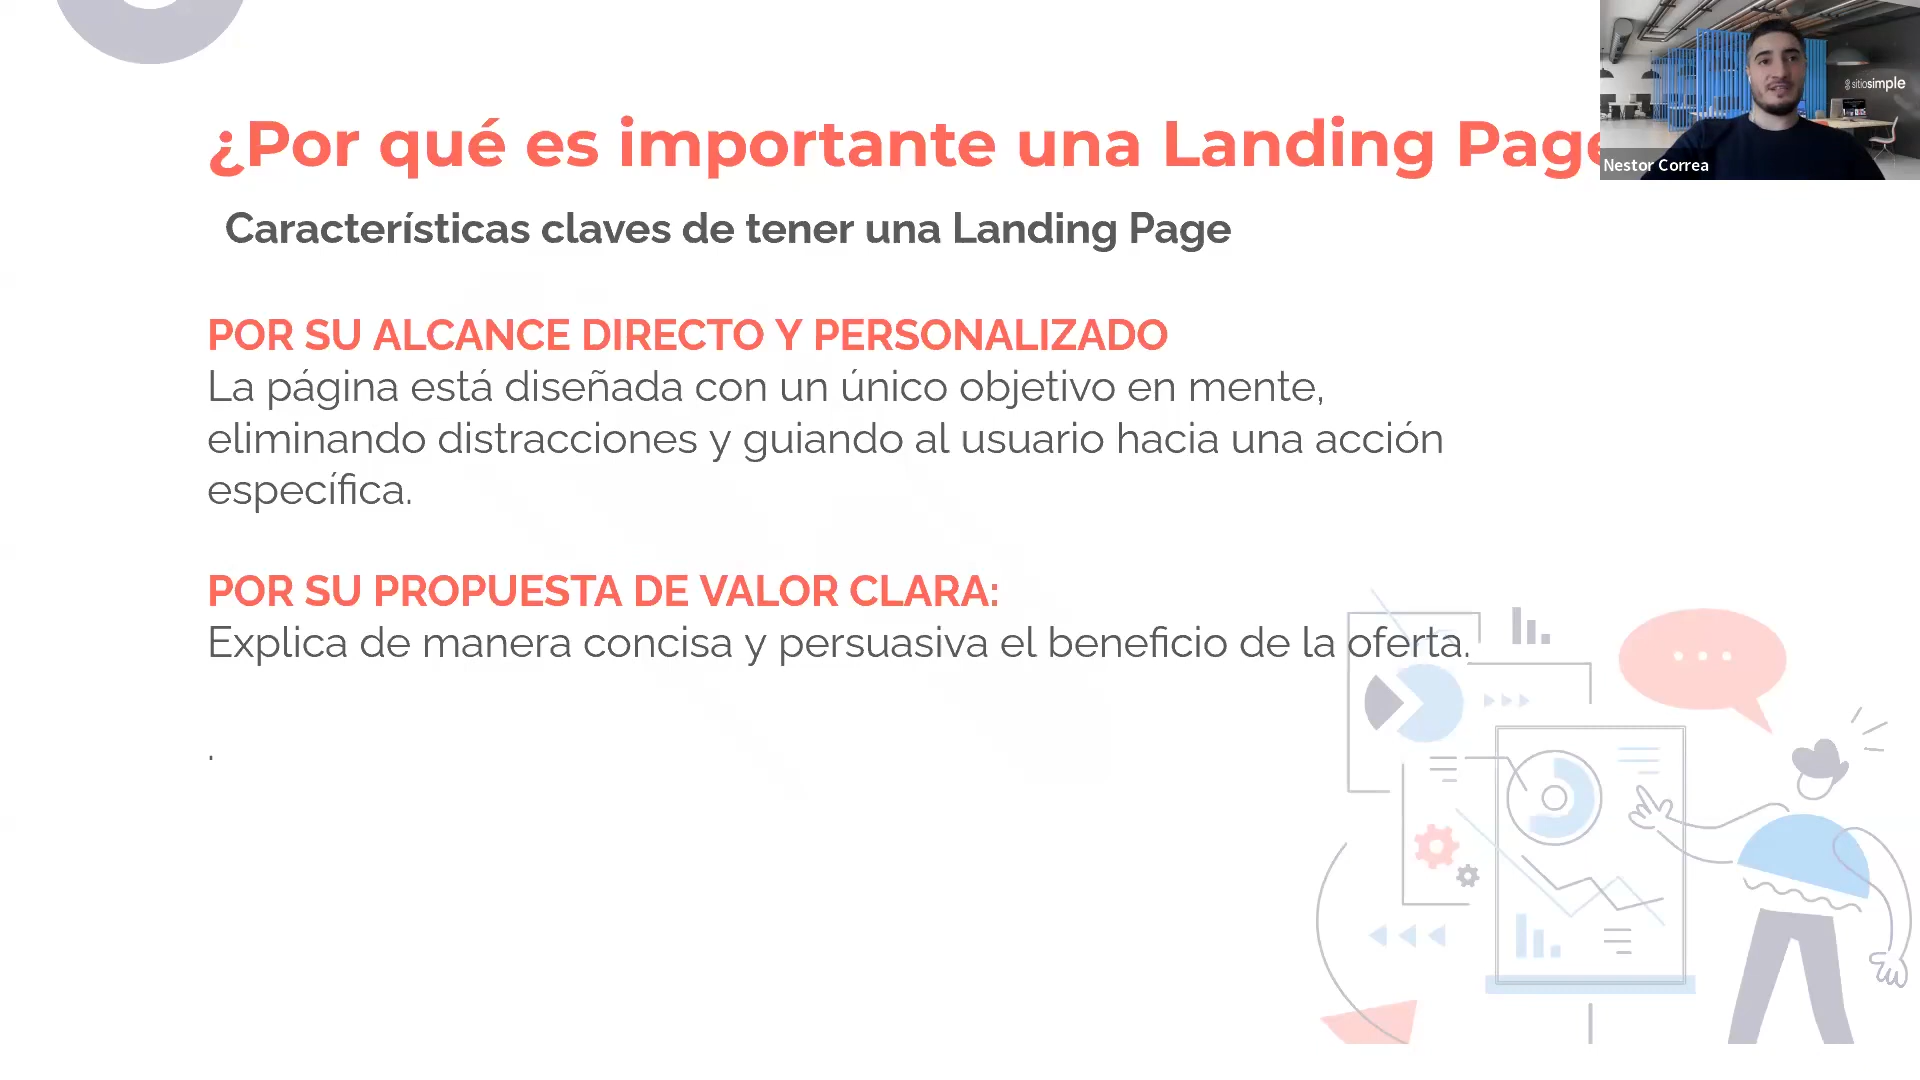 ¿Por qué es importante una Landing Page
Características claves de tener una Landing Page
POR SU ALCANCE DIRECTO Y PERSONALIZADO
La página está diseñada con un único objetivo en mente,
eliminando distracciones y guiando al usuario hacia una acción
específica.
POR SU PROPUESTA DE VALOR CLARA:
Explica de manera concisa y persuasiva el beneficio de la oferta.
.
sitiosimple
Nestor Correa